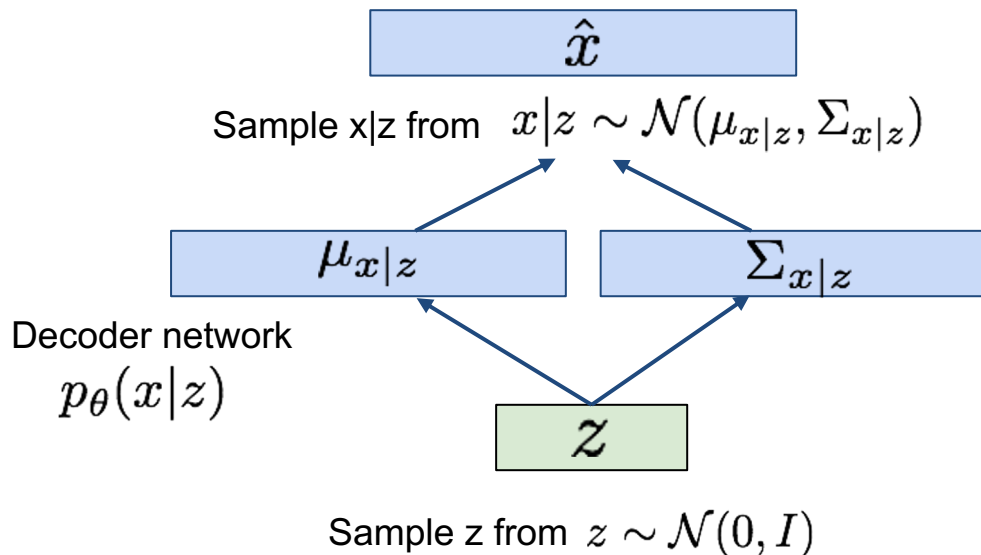 x̂
Sample x|z from x|z ∼ 𝒩(μ_{x|z}, Σ_{x|z})
μ_{x|z} Σ_{x|z}
Decoder network
p_θ(x|z)
z
Sample z from z ∼ 𝒩(0, I)